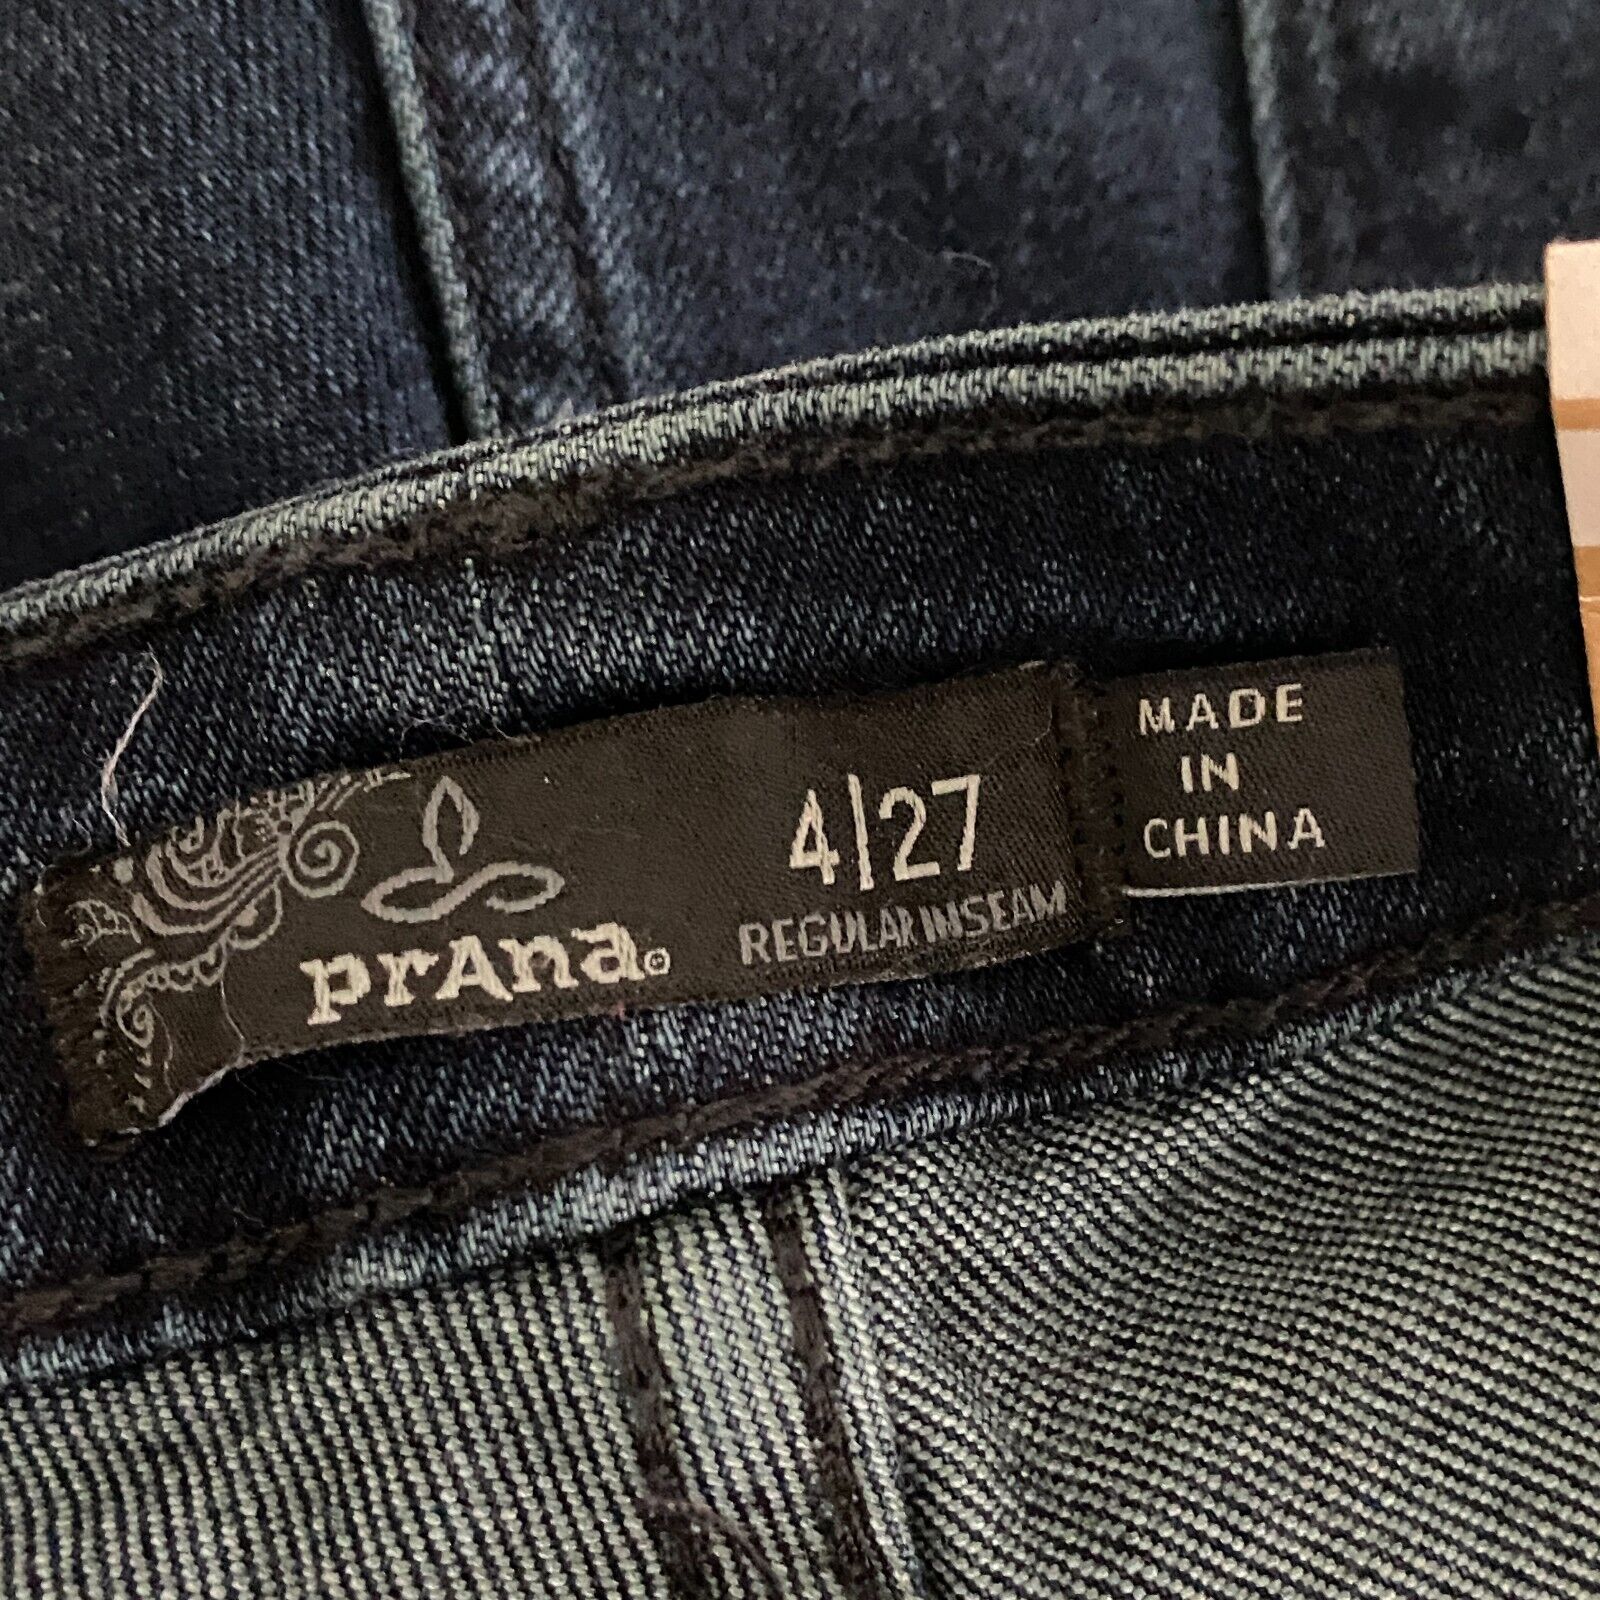 prAna®
4|27
REGULAR INSEAM
MADE
IN
CHINA